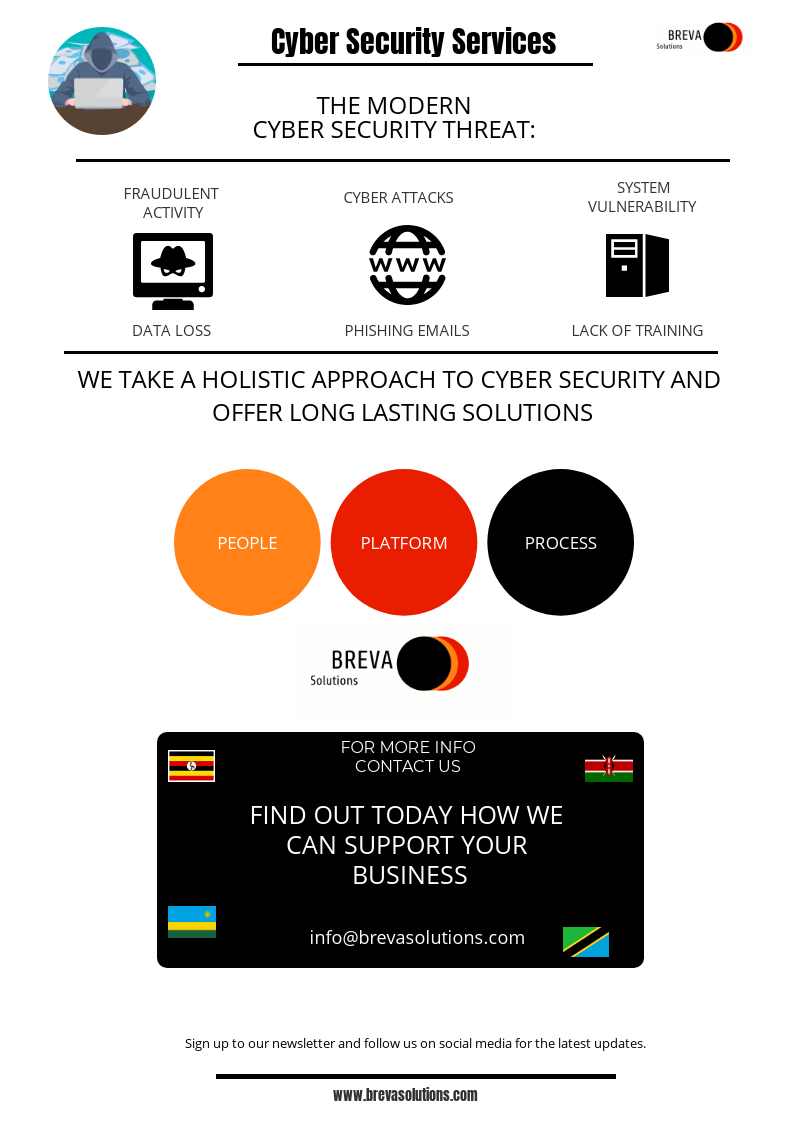 Cyber Security Services
BREVA
Solutions
THE MODERN
CYBER SECURITY THREAT:
FRAUDULENT
ACTIVITY
CYBER ATTACKS
SYSTEM
VULNERABILITY
WWW
DATA LOSS
PHISHING EMAILS
LACK OF TRAINING
WE TAKE A HOLISTIC APPROACH TO CYBER SECURITY AND
OFFER LONG LASTING SOLUTIONS
PEOPLE
PLATFORM
PROCESS
BREVA
Solutions
FOR MORE INFO
CONTACT US
FIND OUT TODAY HOW WE
CAN SUPPORT YOUR
BUSINESS
info@brevasolutions.com
Sign up to our newsletter and follow us on social media for the latest updates.
www.brevasolutions.com